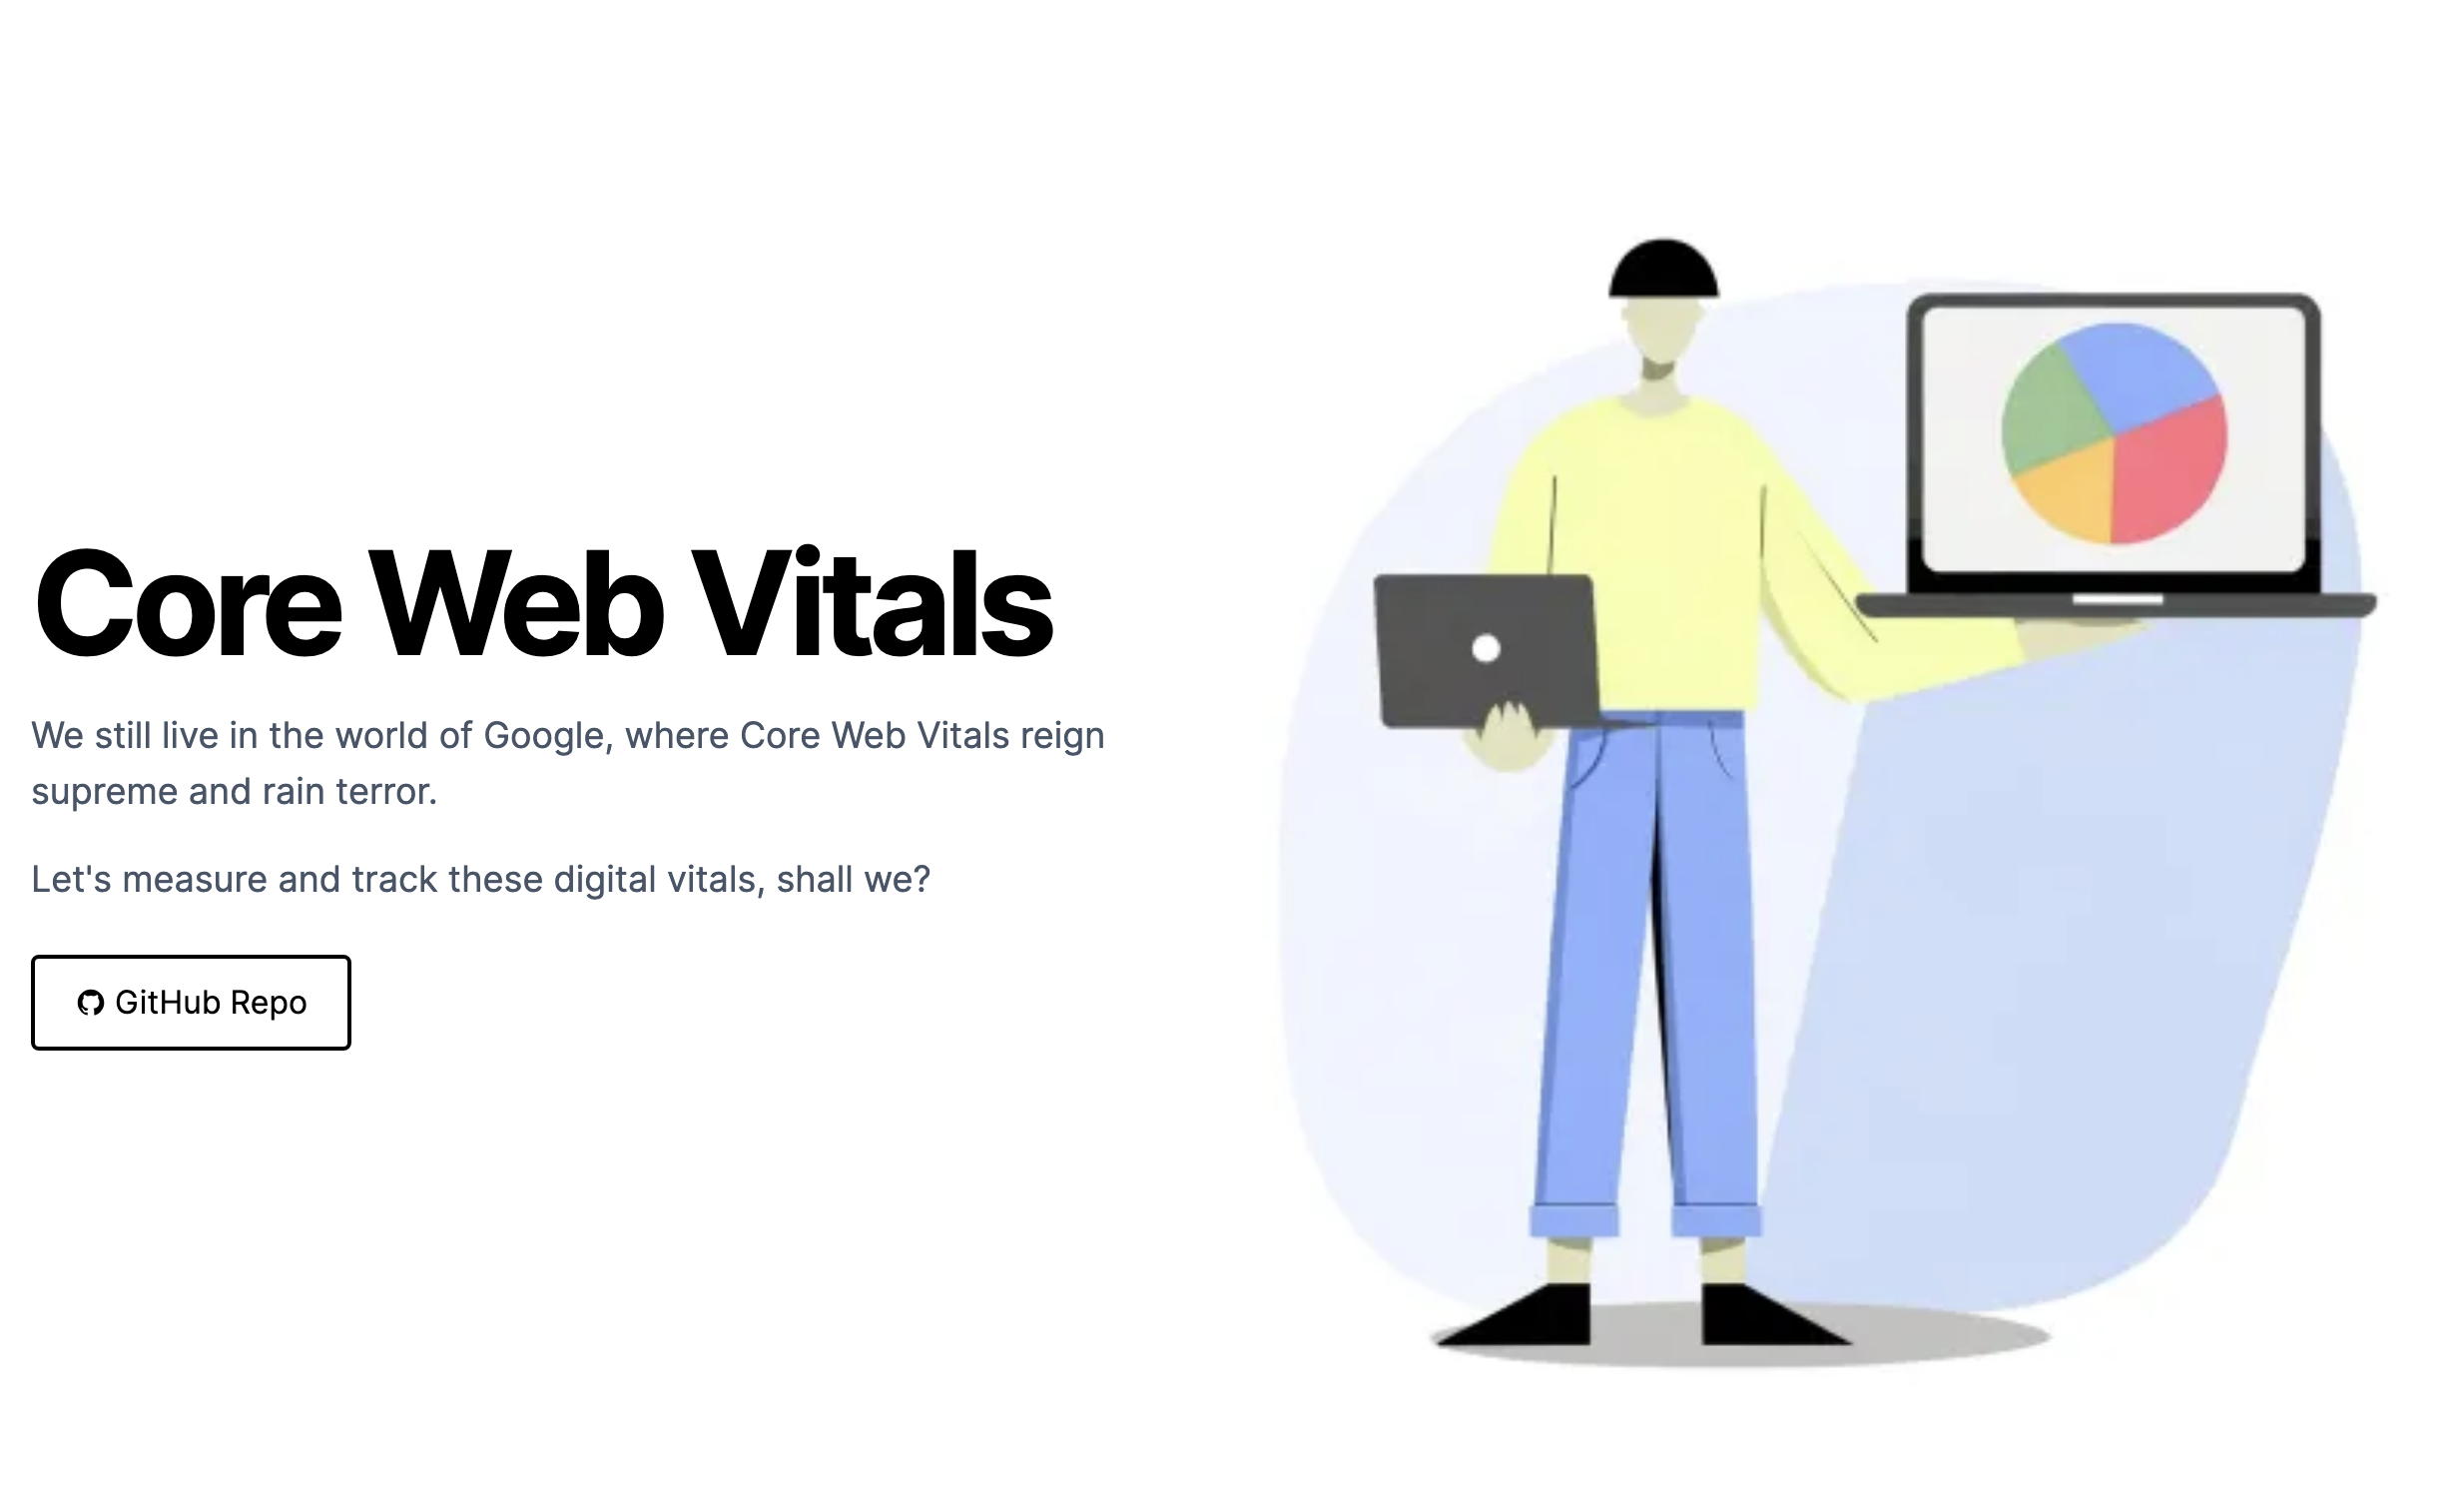 Core Web Vitals
We still live in the world of Google, where Core Web Vitals reign
supreme and rain terror.
Let's measure and track these digital vitals, shall we?
GitHub Repo